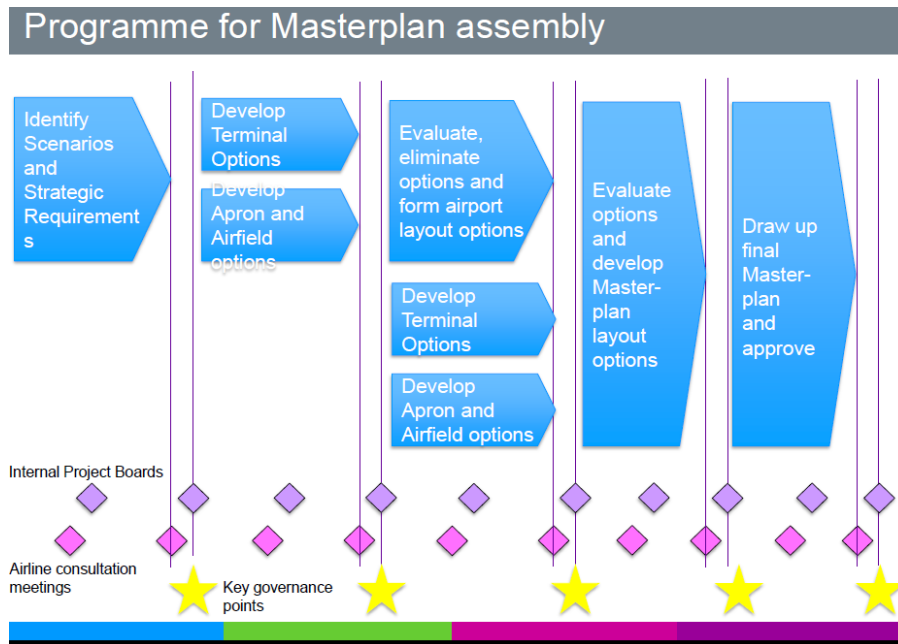 Programme for Masterplan assembly
Identify
Scenarios
and
Strategic
Requirement
s
Develop
Terminal
Options
Develop
Apron and
Airfield
options
Evaluate,
eliminate
options and
form airport
layout options
Develop
Terminal
Options
Develop
Apron and
Airfield options
Evaluate
options
and
develop
Master-
plan
layout
options
Draw up
final
Master-
plan
and
approve
Internal Project Boards
Airline consultation
meetings
Key governance
points